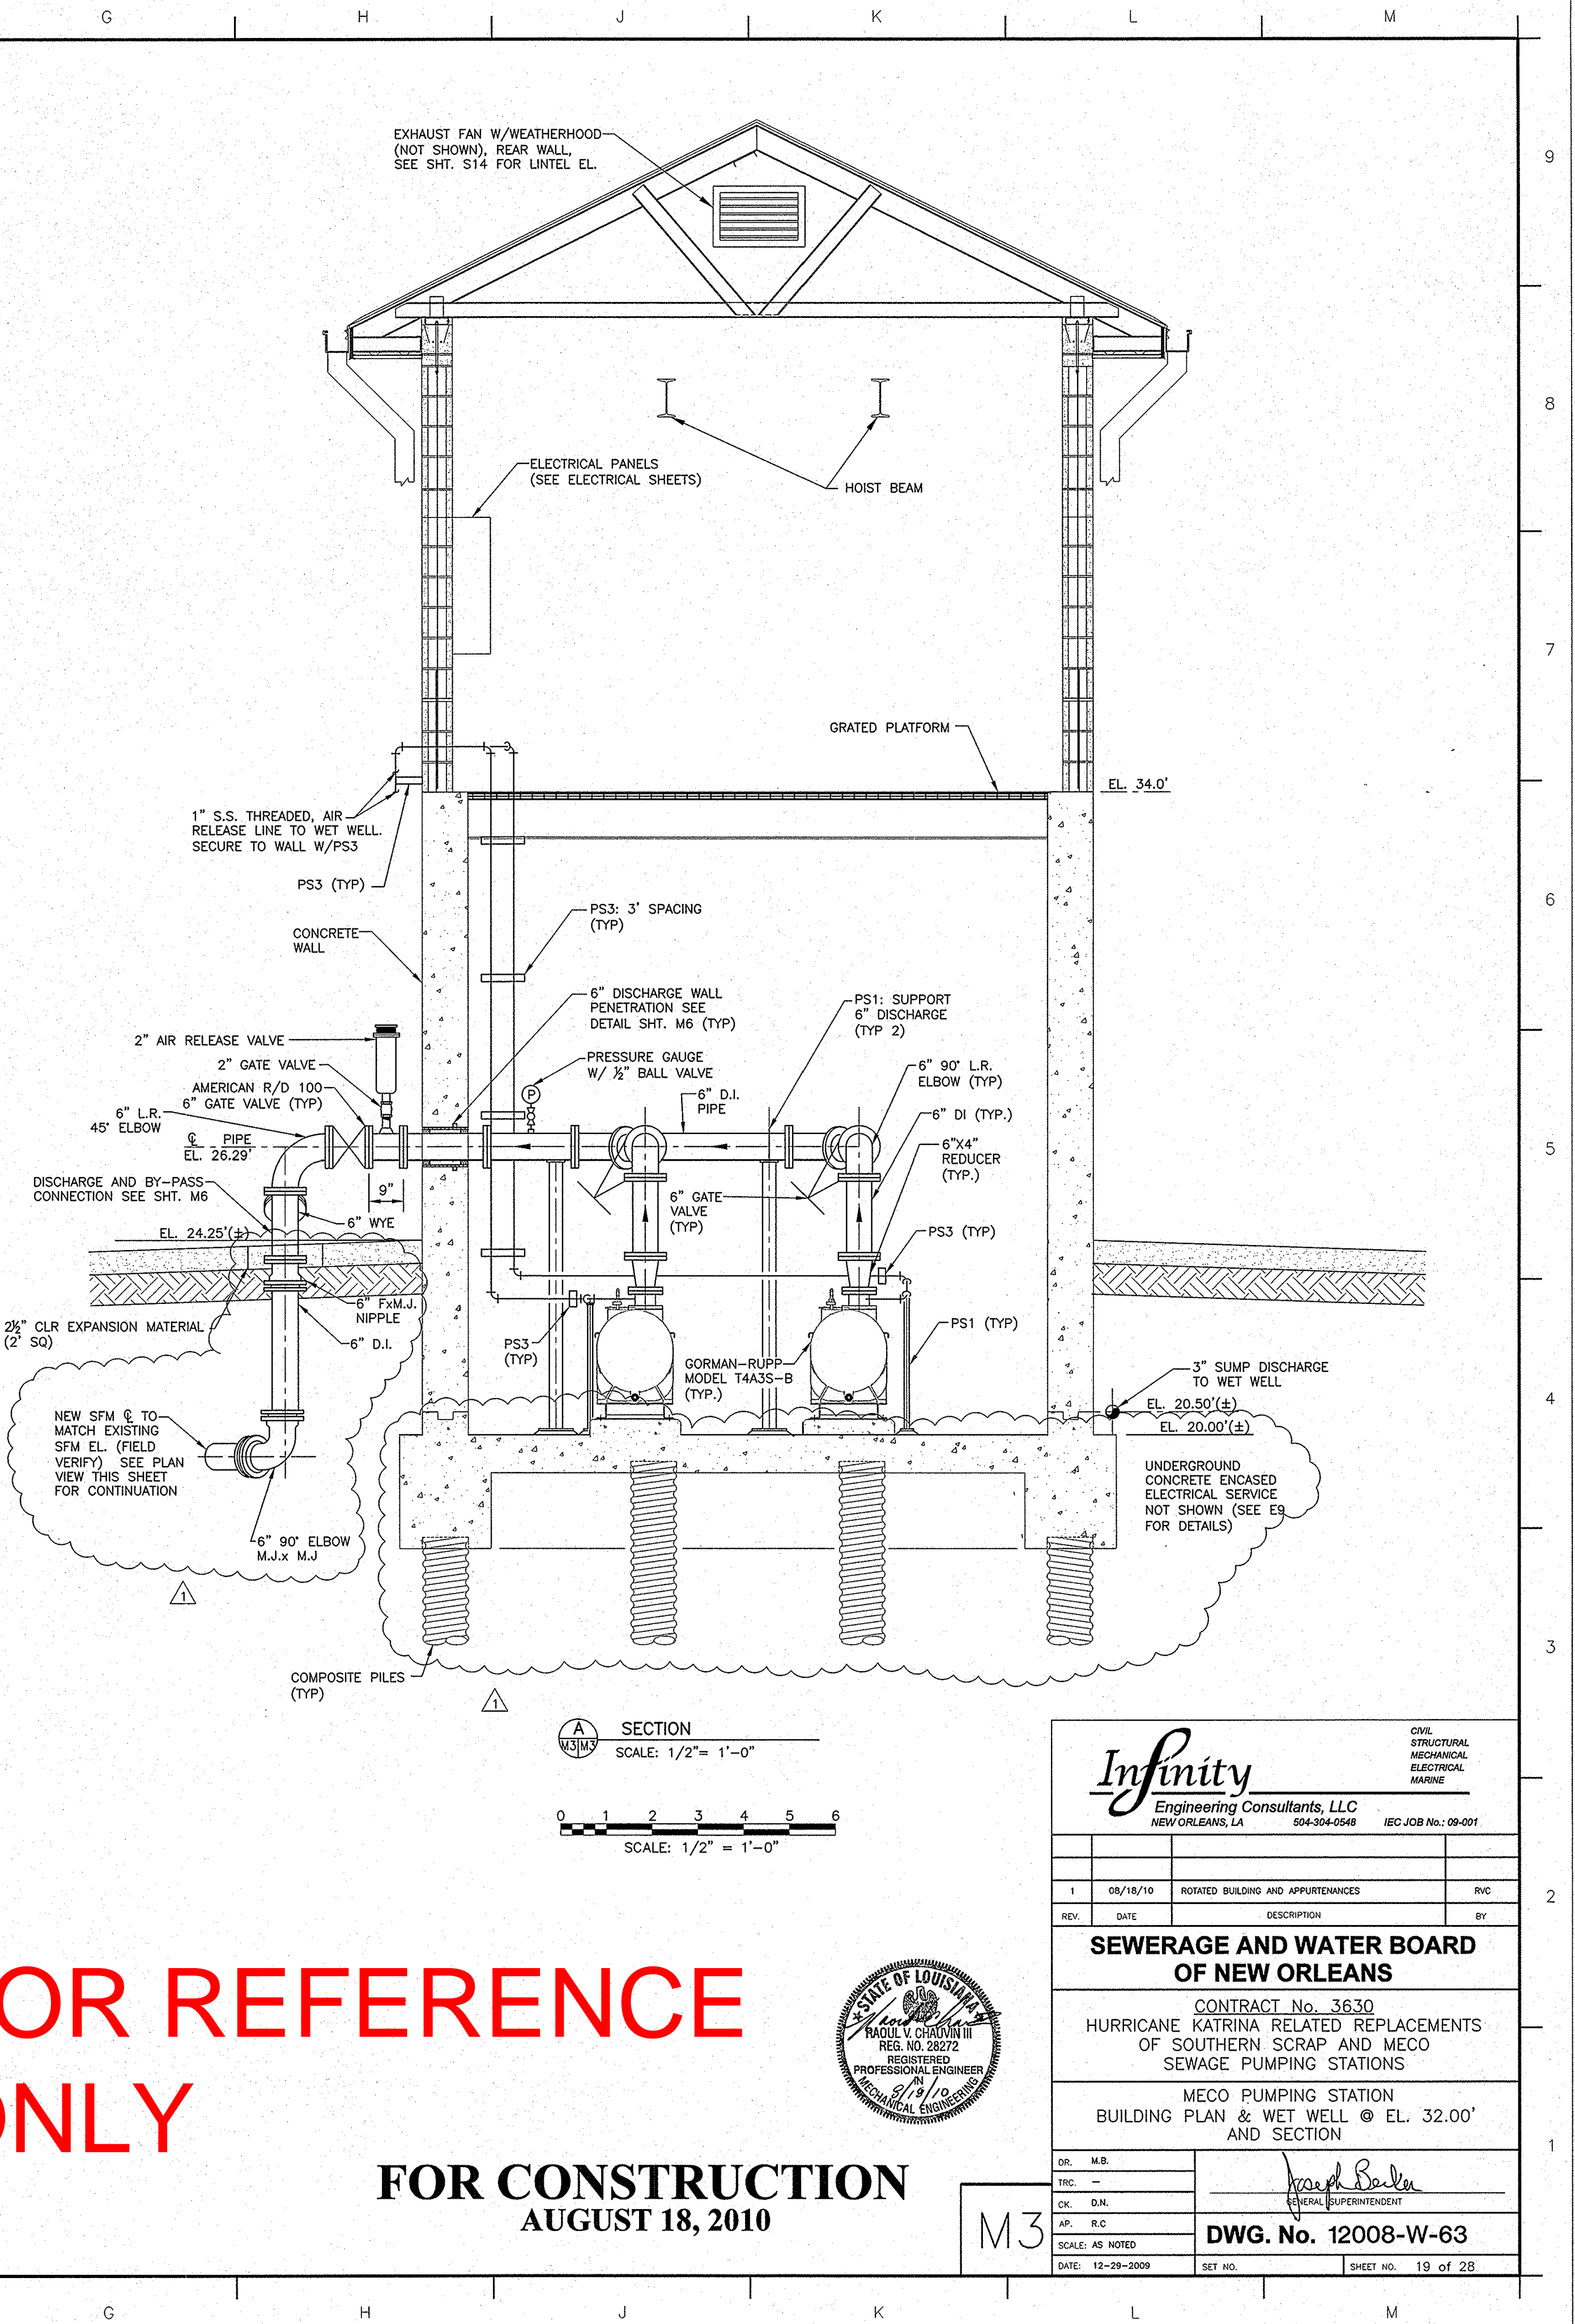 G H J K L M
EXHAUST FAN W/WEATHERHOOD
(NOT SHOWN), REAR WALL,
SEE SHT. S14 FOR LINTEL EL.
9
8
ELECTRICAL PANELS
(SEE ELECTRICAL SHEETS)
HOIST BEAM
7
GRATED PLATFORM
EL. 34.0'
1" S.S. THREADED, AIR
RELEASE LINE TO WET WELL.
SECURE TO WALL W/PS3
PS3 (TYP)
6
PS3: 3' SPACING
(TYP)
CONCRETE
WALL
6" DISCHARGE WALL
PENETRATION SEE
DETAIL SHT. M6 (TYP)
PS1: SUPPORT
6" DISCHARGE
(TYP 2)
2" AIR RELEASE VALVE
2" GATE VALVE
AMERICAN R/D 100
6" GATE VALVE (TYP)
6" L.R.
45° ELBOW
℄ PIPE
EL. 26.29'
PRESSURE GAUGE
W/ ½" BALL VALVE
P
6" D.I.
PIPE
6" 90° L.R.
ELBOW (TYP)
6" DI (TYP.)
6"X4"
REDUCER
(TYP.)
5
DISCHARGE AND BY-PASS
CONNECTION SEE SHT. M6
9"
6" WYE
6" GATE
VALVE
(TYP)
PS3 (TYP)
EL. 24.25'(±)
6" FxM.J.
NIPPLE
6" D.I.
2½" CLR EXPANSION MATERIAL
(2' SQ)
PS3
(TYP)
GORMAN-RUPP
MODEL T4A3S-B
(TYP.)
PS1 (TYP)
3" SUMP DISCHARGE
TO WET WELL
4
EL. 20.50'(±)
EL. 20.00'(±)
NEW SFM ℄ TO
MATCH EXISTING
SFM EL. (FIELD
VERIFY) SEE PLAN
VIEW THIS SHEET
FOR CONTINUATION
UNDERGROUND
CONCRETE ENCASED
ELECTRICAL SERVICE
NOT SHOWN (SEE E9
FOR DETAILS)
6" 90° ELBOW
M.J.x M.J
1
3
COMPOSITE PILES
(TYP)
1
A
M3 M3
SECTION
SCALE: 1/2"= 1'-0"
0 1 2 3 4 5 6
SCALE: 1/2" = 1'-0"
Infinity
Engineering Consultants, LLC
NEW ORLEANS, LA 504-304-0548 IEC JOB No.: 09-001
CIVIL
STRUCTURAL
MECHANICAL
ELECTRICAL
MARINE
1 08/18/10 ROTATED BUILDING AND APPURTENANCES RVC
REV. DATE DESCRIPTION BY
2
SEWERAGE AND WATER BOARD
OF NEW ORLEANS
CONTRACT No. 3630
HURRICANE KATRINA RELATED REPLACEMENTS
OF SOUTHERN SCRAP AND MECO
SEWAGE PUMPING STATIONS
MECO PUMPING STATION
BUILDING PLAN & WET WELL @ EL. 32.00'
AND SECTION
1
OR REFERENCE
ONLY
STATE OF LOUISIANA
RAOUL V. CHAUVIN III
REG. NO. 28272
REGISTERED
PROFESSIONAL ENGINEER
IN
8/19/10
MECHANICAL ENGINEERING
FOR CONSTRUCTION
AUGUST 18, 2010
M3
DR. M.B.
TRC. –
CK. D.N.
AP. R.C
SCALE: AS NOTED
DATE: 12-29-2009
Joseph Becker
GENERAL SUPERINTENDENT
DWG. No. 12008-W-63
SET NO. SHEET NO. 19 of 28
G H J K L M